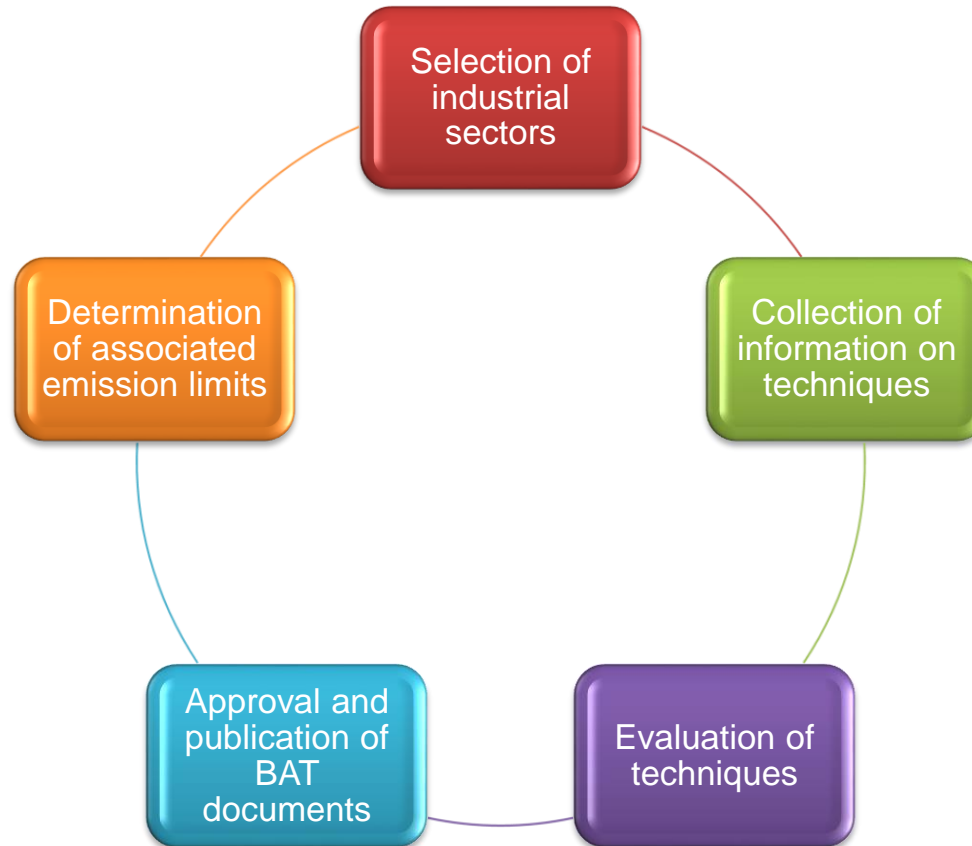 Selection of
industrial
sectors
Collection of
information on
techniques
Evaluation of
techniques
Approval and
publication of
BAT
documents
Determination
of associated
emission limits